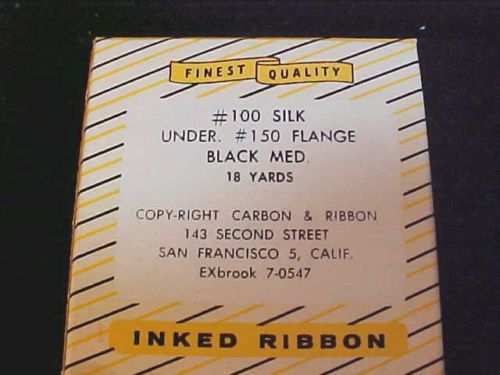 FINEST QUALITY
#100 SILK
UNDER. #150 FLANGE
BLACK MED.
18 YARDS
COPY-RIGHT CARBON & RIBBON
143 SECOND STREET
SAN FRANCISCO 5, CALIF.
EXbrook 7-0547
INKED RIBBON